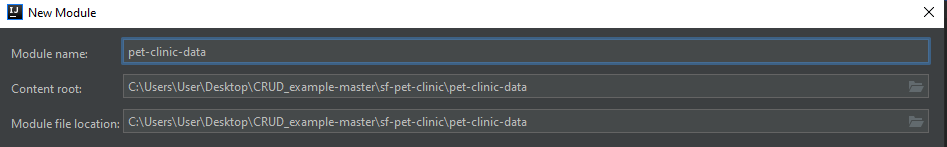 New Module
Module name: pet-clinic-data
Content root: C:\Users\User\Desktop\CRUD_example-master\sf-pet-clinic\pet-clinic-data
Module file location: C:\Users\User\Desktop\CRUD_example-master\sf-pet-clinic\pet-clinic-data